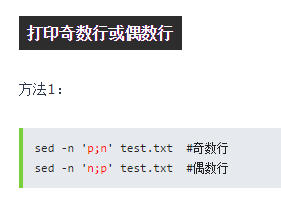 打印奇数行或偶数行
方法1：
sed -n 'p;n' test.txt  #奇数行
sed -n 'n;p' test.txt  #偶数行